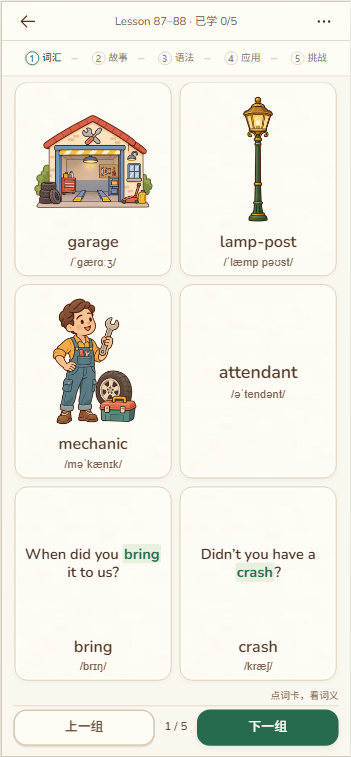 Lesson 87–88 · 已学 0/5
1 词汇 – 2 故事 – 3 语法 – 4 应用 – 5 挑战
garage
/ˈgærɑːʒ/
lamp-post
/ˈlæmp pəʊst/
mechanic
/məˈkænɪk/
attendant
/əˈtendənt/
When did you bring
it to us?
bring
/brɪŋ/
Didn’t you have a
crash?
crash
/kræʃ/
点词卡，看词义
上一组
1 / 5
下一组